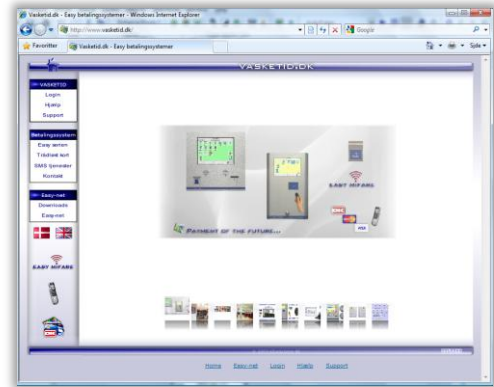 Vasketid.dk - Easy betalingssystemer - Windows Internet Explorer
http://www.vasketid.dk/
Google
Favoritter
Vasketid.dk - Easy betalingssystemer
Side
VASKETID.DK
VASKETID
Login
Hjælp
Support
Betalingssystem
Easy serien
Trådløst kort
SMS tjenester
Kontakt
Easy-net
Downloads
Easy-net
EASY MIFARE
EASY MIFARE
VISA
PAYMENT OF THE FUTURE...
Home Easy-net Login Hjælp Support